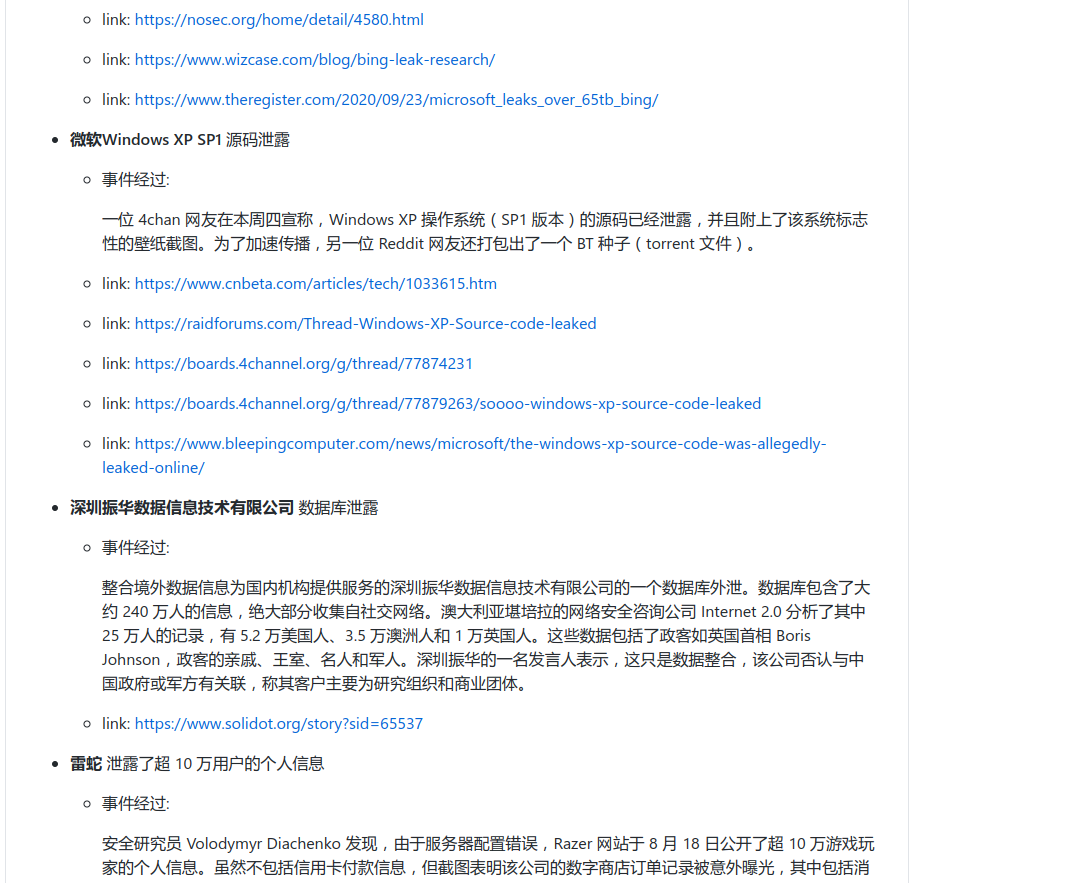 link: https://nosec.org/home/detail/4580.html
link: https://www.wizcase.com/blog/bing-leak-research/
link: https://www.theregister.com/2020/09/23/microsoft_leaks_over_65tb_bing/
微软Windows XP SP1 源码泄露
事件经过:
一位 4chan 网友在本周四宣称，Windows XP 操作系统（SP1 版本）的源码已经泄露，并且附上了该系统标志
性的壁纸截图。为了加速传播，另一位 Reddit 网友还打包出了一个 BT 种子（torrent 文件）。
link: https://www.cnbeta.com/articles/tech/1033615.htm
link: https://raidforums.com/Thread-Windows-XP-Source-code-leaked
link: https://boards.4channel.org/g/thread/77874231
link: https://boards.4channel.org/g/thread/77879263/soooo-windows-xp-source-code-leaked
link: https://www.bleepingcomputer.com/news/microsoft/the-windows-xp-source-code-was-allegedly-
leaked-online/
深圳振华数据信息技术有限公司 数据库泄露
事件经过:
整合境外数据信息为国内机构提供服务的深圳振华数据信息技术有限公司的一个数据库外泄。数据库包含了大
约 240 万人的信息，绝大部分收集自社交网络。澳大利亚堪培拉的网络安全咨询公司 Internet 2.0 分析了其中
25 万人的记录，有 5.2 万美国人、3.5 万澳洲人和 1 万英国人。这些数据包括了政客如英国首相 Boris
Johnson，政客的亲戚、王室、名人和军人。深圳振华的一名发言人表示，这只是数据整合，该公司否认与中
国政府或军方有关联，称其客户主要为研究组织和商业团体。
link: https://www.solidot.org/story?sid=65537
雷蛇 泄露了超 10 万用户的个人信息
事件经过:
安全研究员 Volodymyr Diachenko 发现，由于服务器配置错误，Razer 网站于 8 月 18 日公开了超 10 万游戏玩
家的个人信息。虽然不包括信用卡付款信息，但截图表明该公司的数字商店订单记录被意外曝光，其中包括消